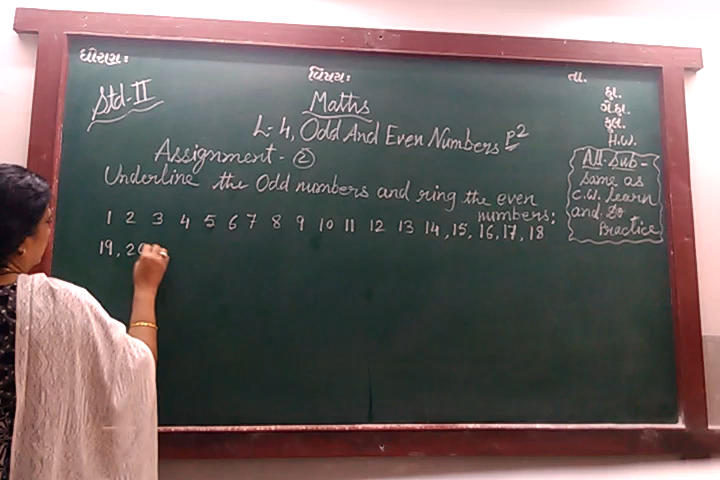 ધોરણ:
વિષય:
તા.
Std-II
Maths
L-4, Odd And Even Numbers P2
Assignment - 2
Underline the Odd numbers and ring the even
numbers:
1 2 3 4 5 6 7 8 9 10 11 12 13 14, 15, 16, 17, 18
19, 20
H.W.
All-Sub-
Same as
C.W. Learn
and Do
Practice